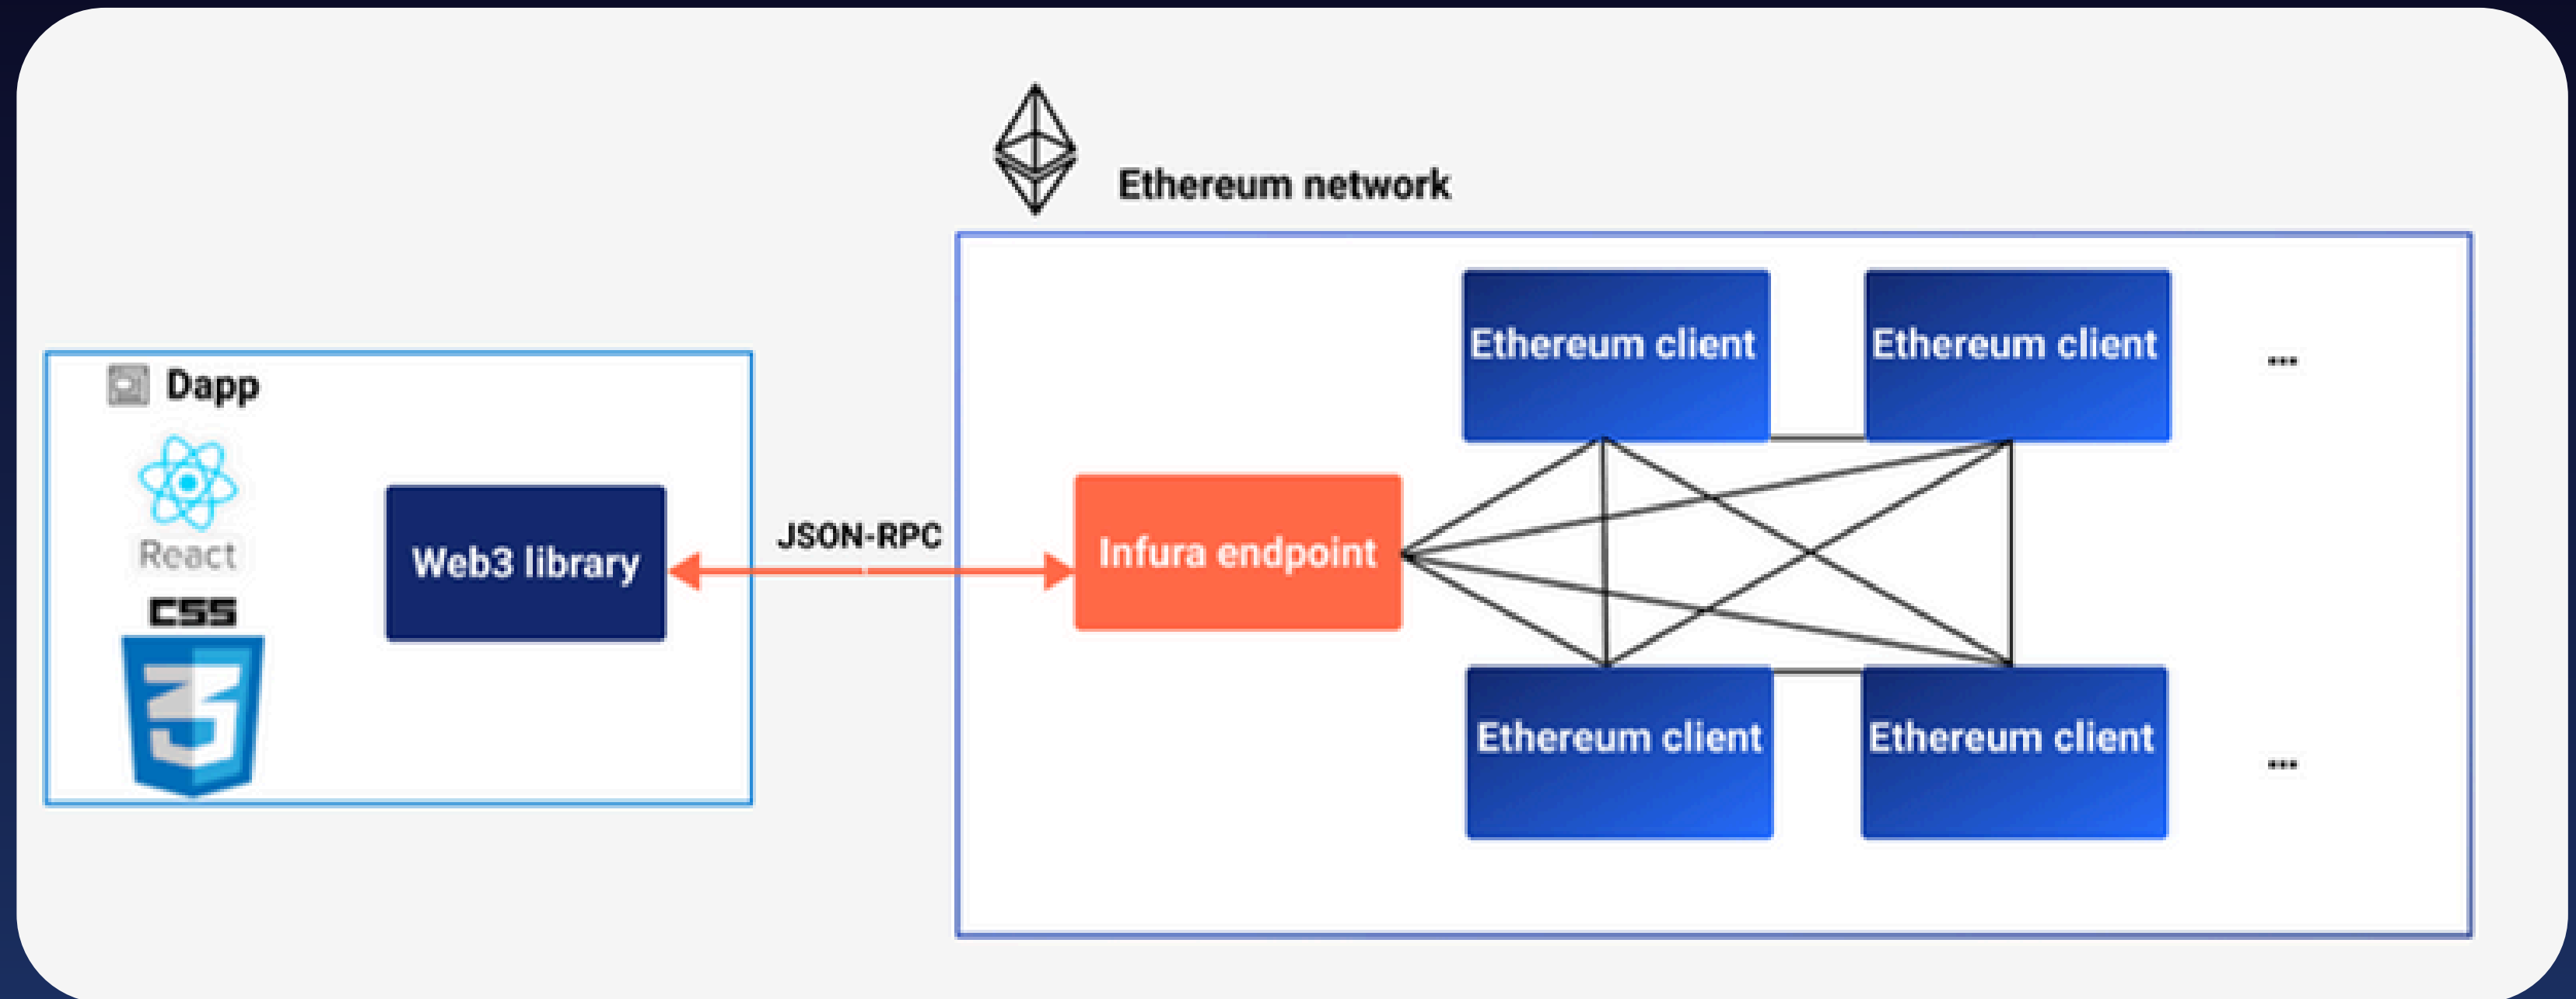 Ethereum network
Dapp
React
CSS
3
Web3 library
JSON-RPC
Infura endpoint
Ethereum client
Ethereum client
...
Ethereum client
Ethereum client
...